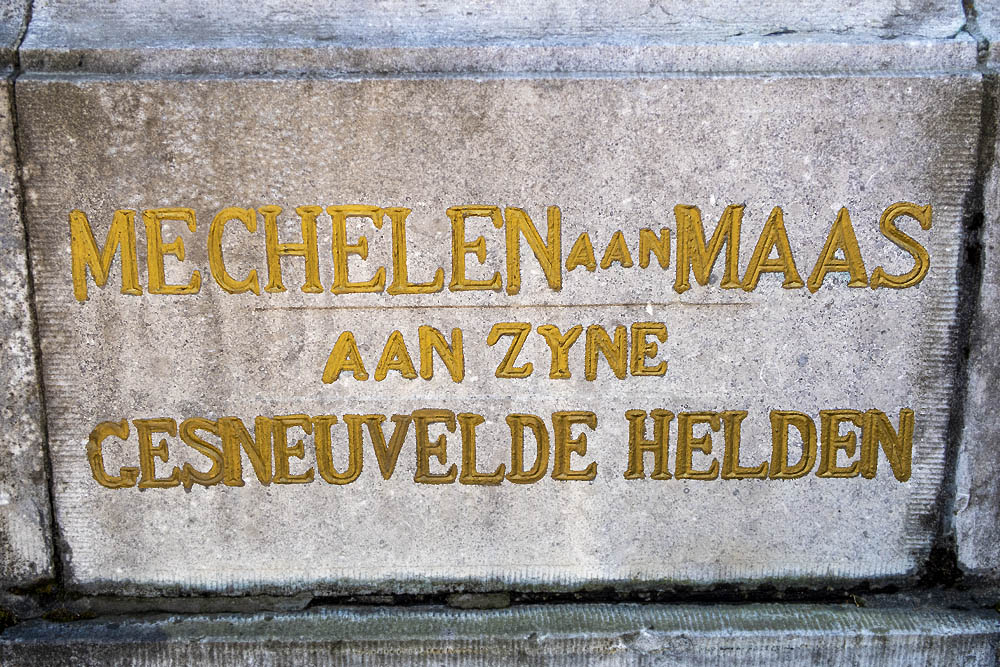 MECHELEN AAN MAAS
AAN ZYNE
GESNEUVELDE HELDEN